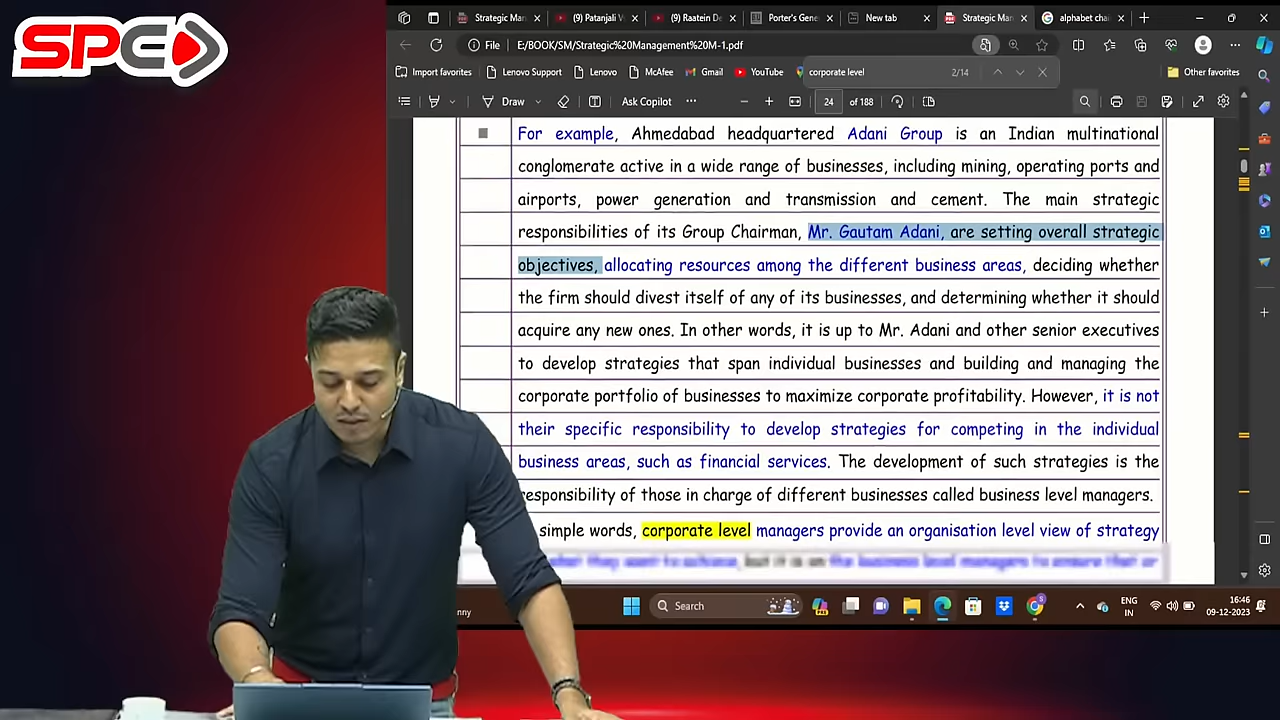 SPC
Strategic Mar
(9) Patanjali V
(9) Raatein De
ter's Gene
New tab
Strategic Mar
alphabet chai
File
E/BOOK/SM/Strategic%20Management%20M-1.pdf
Import favorites
Lenovo Support
Lenovo
McAfee
Gmail
YouTube
corporate level
2/14
Other favorites
Draw
Ask Copilot
24
of 188
For example, Ahmedabad headquartered Adani Group is an Indian multinational
conglomerate active in a wide range of businesses, including mining, operating ports and
airports, power generation and transmission and cement. The main strategic
responsibilities of its Group Chairman, Mr. Gautam Adani, are setting overall strategic
objectives, allocating resources among the different business areas, deciding whether
the firm should divest itself of any of its businesses, and determining whether it should
acquire any new ones. In other words, it is up to Mr. Adani and other senior executives
to develop strategies that span individual businesses and building and managing the
corporate portfolio of businesses to maximize corporate profitability. However, it is not
their specific responsibility to develop strategies for competing in the individual
business areas, such as financial services. The development of such strategies is the
responsibility of those in charge of different businesses called business level managers.
simple words, corporate level managers provide an organisation level view of strategy
nny
Search
ENG
IN
16:46
09-12-2023